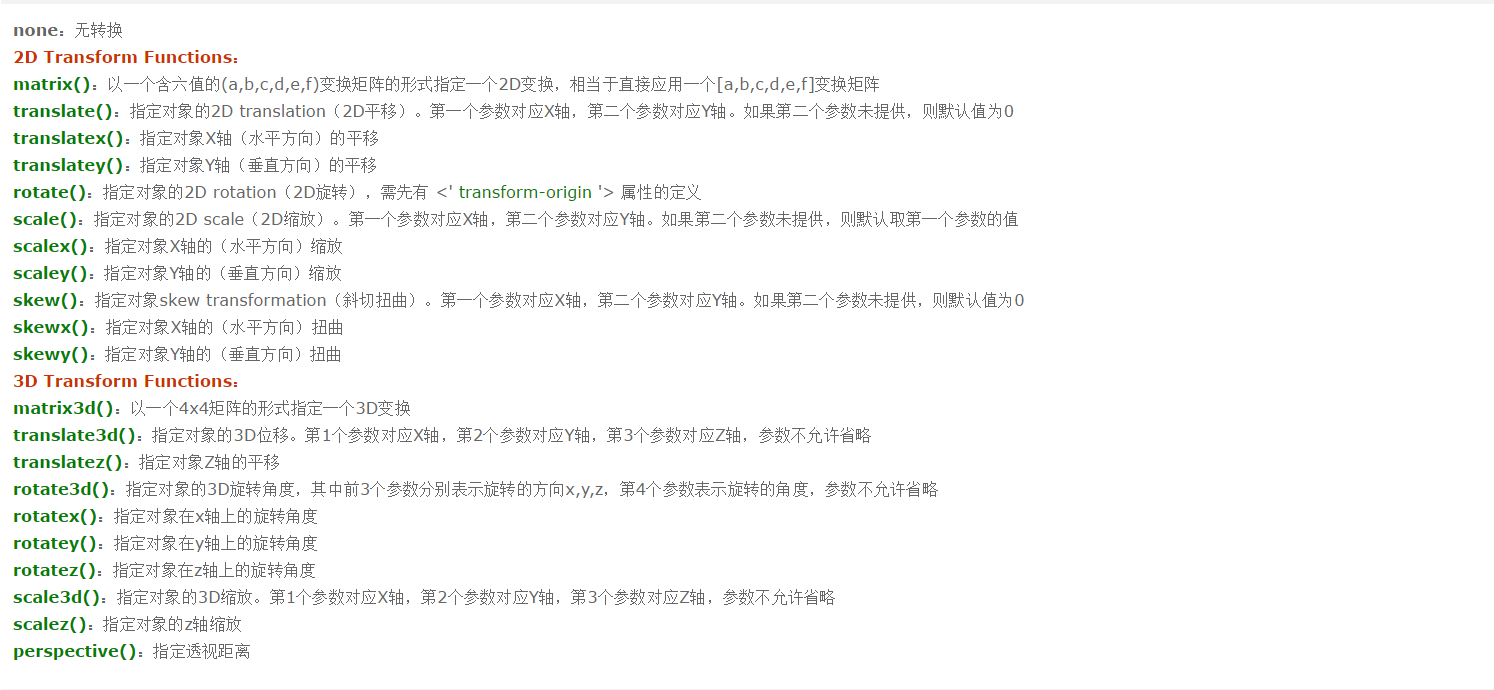 none：无转换
2D Transform Functions：
matrix()：以一个含六值的(a,b,c,d,e,f)变换矩阵的形式指定一个2D变换，相当于直接应用一个[a,b,c,d,e,f]变换矩阵
translate()：指定对象的2D translation（2D平移）。第一个参数对应X轴，第二个参数对应Y轴。如果第二个参数未提供，则默认值为0
translatex()：指定对象X轴（水平方向）的平移
translatey()：指定对象Y轴（垂直方向）的平移
rotate()：指定对象的2D rotation（2D旋转），需先有 <' transform-origin '> 属性的定义
scale()：指定对象的2D scale（2D缩放）。第一个参数对应X轴，第二个参数对应Y轴。如果第二个参数未提供，则默认取第一个参数的值
scalex()：指定对象X轴的（水平方向）缩放
scaley()：指定对象Y轴的（垂直方向）缩放
skew()：指定对象skew transformation（斜切扭曲）。第一个参数对应X轴，第二个参数对应Y轴。如果第二个参数未提供，则默认值为0
skewx()：指定对象X轴的（水平方向）扭曲
skewy()：指定对象Y轴的（垂直方向）扭曲
3D Transform Functions：
matrix3d()：以一个4x4矩阵的形式指定一个3D变换
translate3d()：指定对象的3D位移。第1个参数对应X轴，第2个参数对应Y轴，第3个参数对应Z轴，参数不允许省略
translatez()：指定对象Z轴的平移
rotate3d()：指定对象的3D旋转角度，其中前3个参数分别表示旋转的方向x,y,z，第4个参数表示旋转的角度，参数不允许省略
rotatex()：指定对象在x轴上的旋转角度
rotatey()：指定对象在y轴上的旋转角度
rotatez()：指定对象在z轴上的旋转角度
scale3d()：指定对象的3D缩放。第1个参数对应X轴，第2个参数对应Y轴，第3个参数对应Z轴，参数不允许省略
scalez()：指定对象的z轴缩放
perspective()：指定透视距离